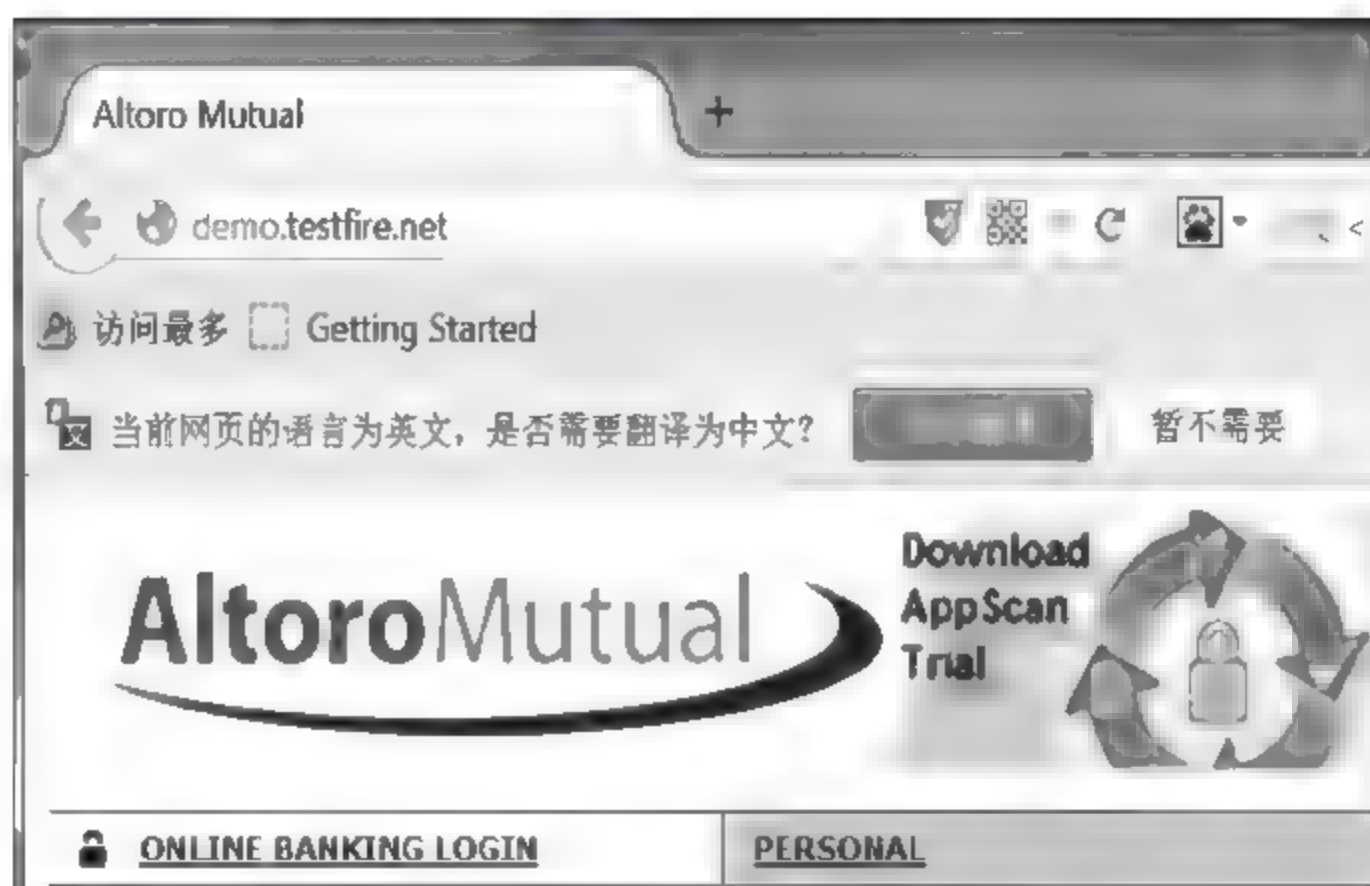 Altoro Mutual
demo.testfire.net
访问最多 Getting Started
当前网页的语言为英文，是否需要翻译为中文? 暂不需要
AltoroMutual
Download
AppScan
Trial
ONLINE BANKING LOGIN PERSONAL